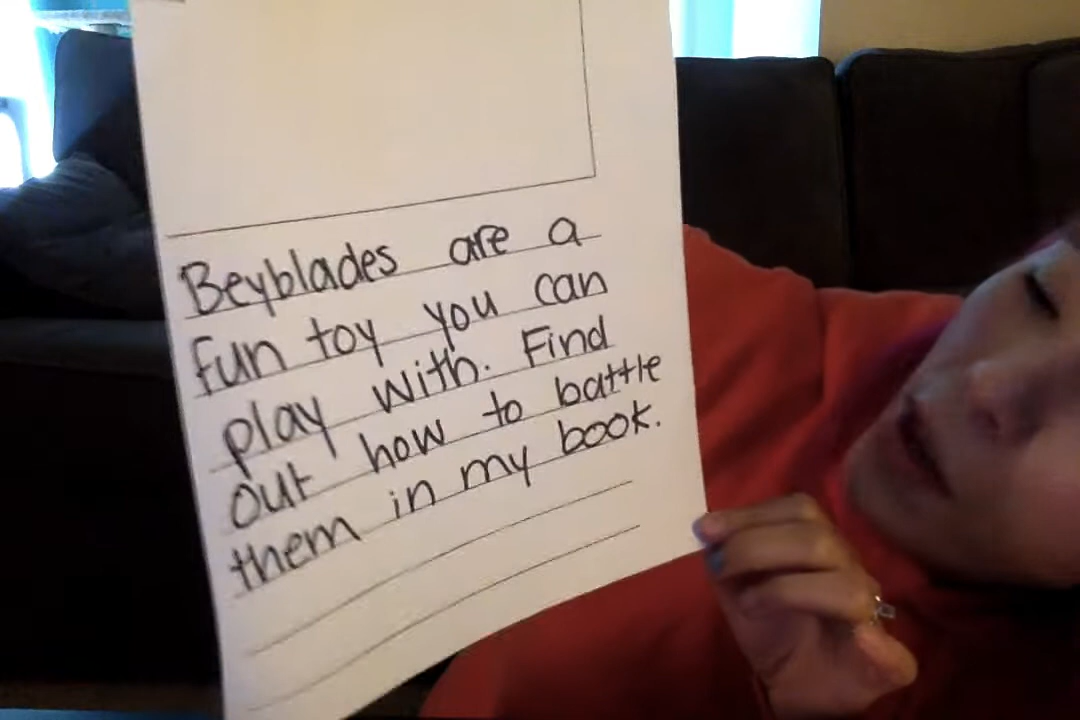 Beyblades are a
fun toy you can
play with. Find
out how to battle
them in my book.